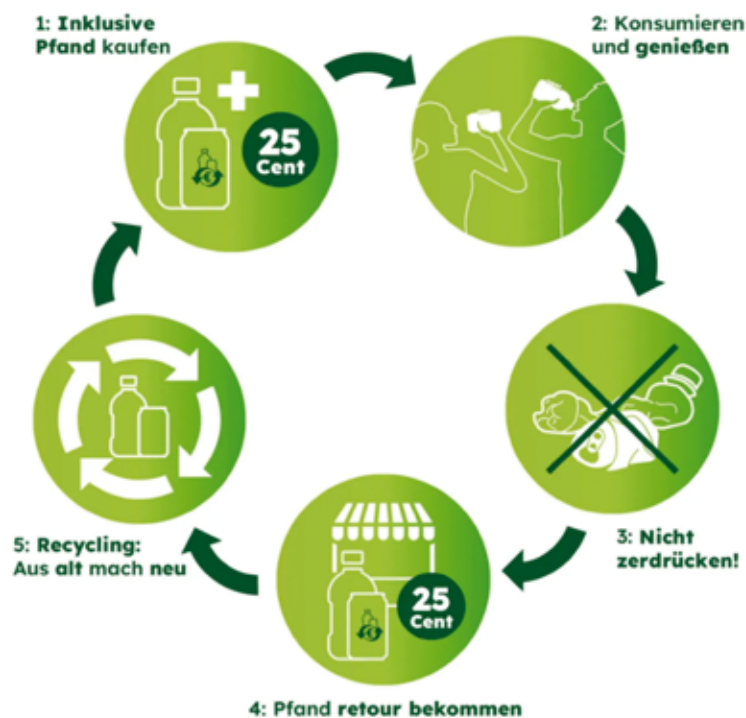 1: Inklusive
Pfand kaufen
25
Cent
2: Konsumieren
und genießen
3: Nicht
zerdrücken!
25
Cent
4: Pfand retour bekommen
5: Recycling:
Aus alt mach neu